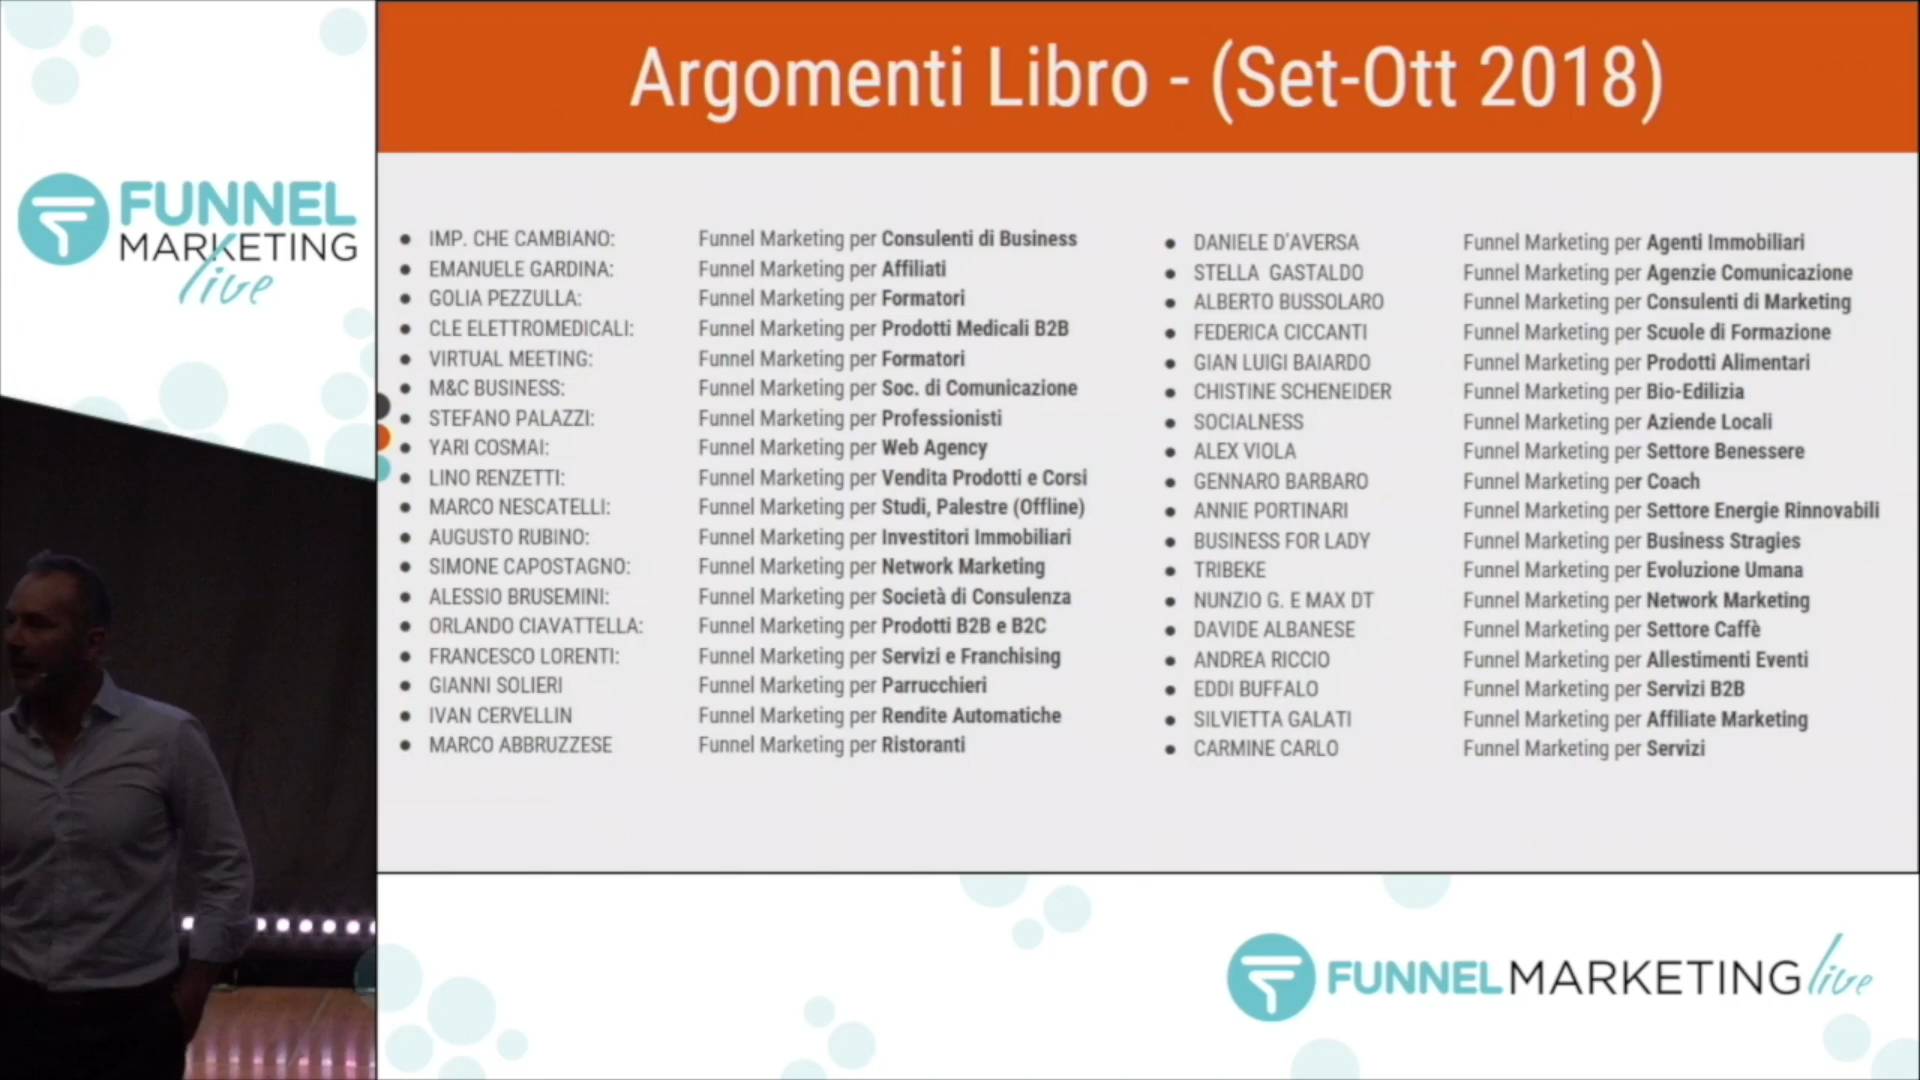 Argomenti Libro - (Set-Ott 2018)
FUNNEL
MARKETING
live
IMP. CHE CAMBIANO: Funnel Marketing per Consulenti di Business
EMANUELE GARDINA: Funnel Marketing per Affiliati
GOLIA PEZZULLA: Funnel Marketing per Formatori
CLE ELETTROMEDICALI: Funnel Marketing per Prodotti Medicali B2B
VIRTUAL MEETING: Funnel Marketing per Formatori
M&C BUSINESS: Funnel Marketing per Soc. di Comunicazione
STEFANO PALAZZI: Funnel Marketing per Professionisti
YARI COSMAI: Funnel Marketing per Web Agency
LINO RENZETTI: Funnel Marketing per Vendita Prodotti e Corsi
MARCO NESCATELLI: Funnel Marketing per Studi, Palestre (Offline)
AUGUSTO RUBINO: Funnel Marketing per Investitori Immobiliari
SIMONE CAPOSTAGNO: Funnel Marketing per Network Marketing
ALESSIO BRUSEMINI: Funnel Marketing per Società di Consulenza
ORLANDO CIAVATTELLA: Funnel Marketing per Prodotti B2B e B2C
FRANCESCO LORENTI: Funnel Marketing per Servizi e Franchising
GIANNI SOLIERI Funnel Marketing per Parrucchieri
IVAN CERVELLIN Funnel Marketing per Rendite Automatiche
MARCO ABBRUZZESE Funnel Marketing per Ristoranti
DANIELE D'AVERSA Funnel Marketing per Agenti Immobiliari
STELLA GASTALDO Funnel Marketing per Agenzie Comunicazione
ALBERTO BUSSOLARO Funnel Marketing per Consulenti di Marketing
FEDERICA CICCANTI Funnel Marketing per Scuole di Formazione
GIAN LUIGI BAIARDO Funnel Marketing per Prodotti Alimentari
CHISTINE SCHENEIDER Funnel Marketing per Bio-Edilizia
SOCIALNESS Funnel Marketing per Aziende Locali
ALEX VIOLA Funnel Marketing per Settore Benessere
GENNARO BARBARO Funnel Marketing per Coach
ANNIE PORTINARI Funnel Marketing per Settore Energie Rinnovabili
BUSINESS FOR LADY Funnel Marketing per Business Stragies
TRIBEKE Funnel Marketing per Evoluzione Umana
NUNZIO G. E MAX DT Funnel Marketing per Network Marketing
DAVIDE ALBANESE Funnel Marketing per Settore Caffè
ANDREA RICCIO Funnel Marketing per Allestimenti Eventi
EDDI BUFFALO Funnel Marketing per Servizi B2B
SILVIETTA GALATI Funnel Marketing per Affiliate Marketing
CARMINE CARLO Funnel Marketing per Servizi
FUNNEL MARKETING live